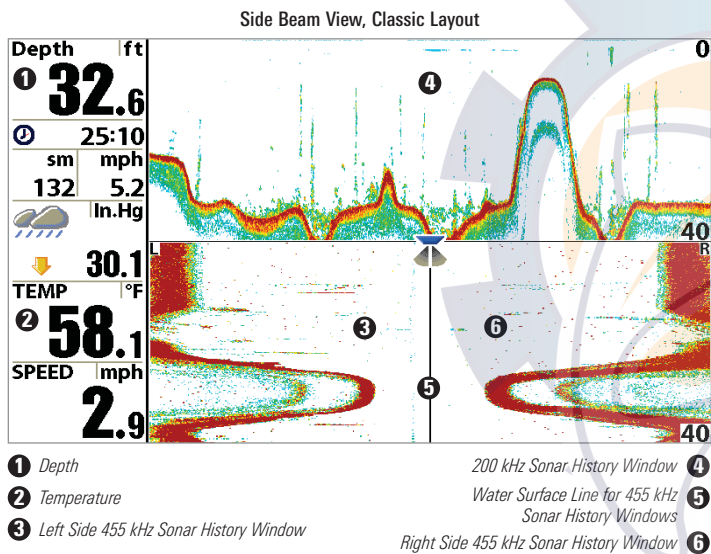 Side Beam View, Classic Layout
Depth ft
1 32.6
25:10
sm mph
132 5.2
In.Hg
30.1
TEMP °F
2 58.1
SPEED mph
2.9
0
4
40
L R
3 6
5
40
1 Depth
2 Temperature
3 Left Side 455 kHz Sonar History Window
200 kHz Sonar History Window 4
Water Surface Line for 455 kHz 5
Sonar History Windows
Right Side 455 kHz Sonar History Window 6